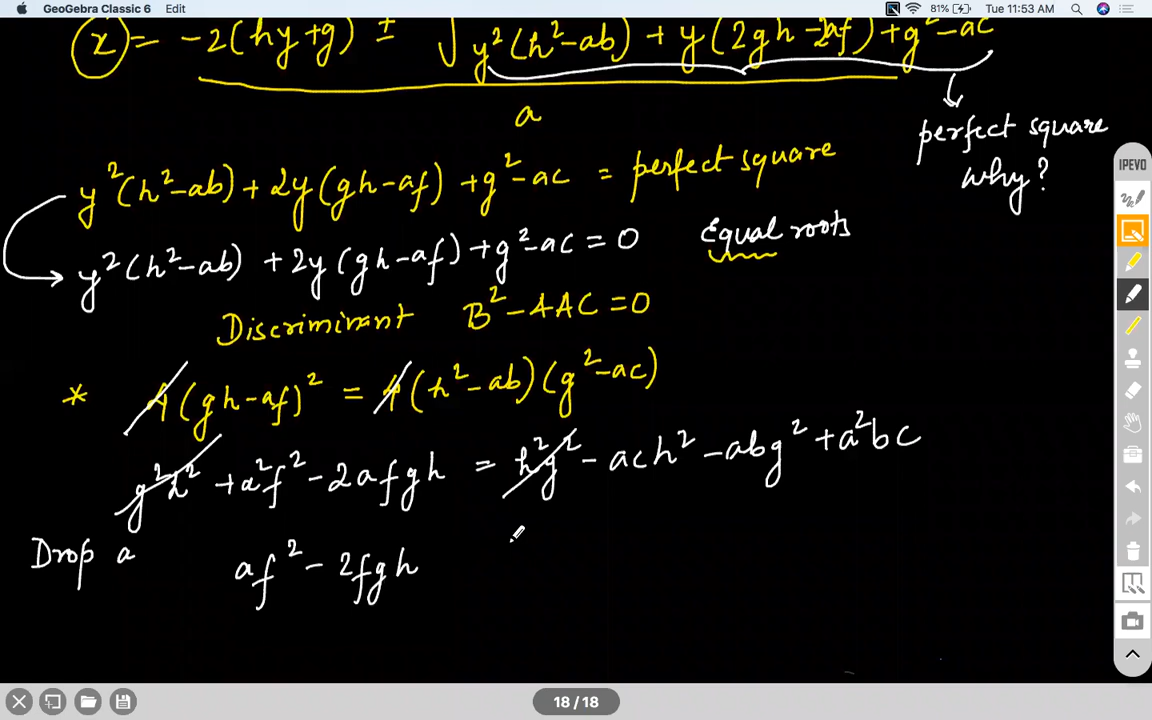 GeoGebra Classic 6 Edit 81% Tue 11:53 AM
x = -2(hy+g) ± √y²(h²-ab) + y(2gh-2af) + g²-ac
a
perfect square
why?
IPEVO
y²(h²-ab) + 2y(gh-af) + g²-ac = perfect square
y²(h²-ab) + 2y(gh-af) + g²-ac = 0 Equal roots
Discriminant B²-4AC = 0
* 4(gh-af)² = 4(h²-ab)(g²-ac)
g²h² + a²f² - 2afgh = h²g² - ach² - abg² + a²bc
Drop a af² - 2fgh
18 / 18